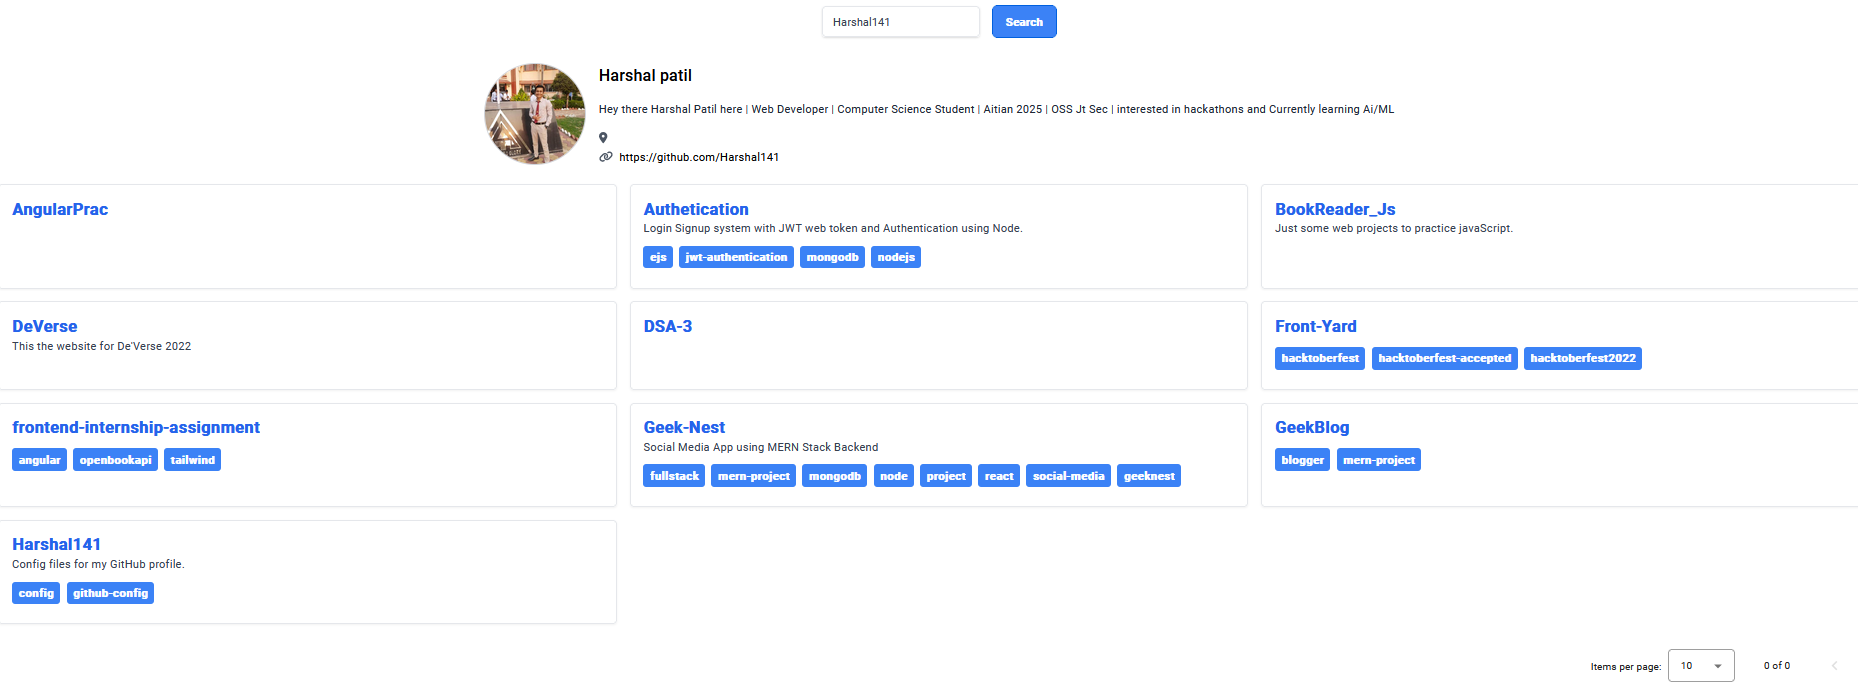 Harshal141 Search
Harshal patil
Hey there Harshal Patil here | Web Developer | Computer Science Student | Aitian 2025 | OSS Jt Sec | interested in hackathons and Currently learning Ai/ML
https://github.com/Harshal141
AngularPrac
Authetication
Login Signup system with JWT web token and Authentication using Node.
ejs jwt-authentication mongodb nodejs
BookReader_Js
Just some web projects to practice javaScript.
DeVerse
This the website for De'Verse 2022
DSA-3
Front-Yard
hacktoberfest hacktoberfest-accepted hacktoberfest2022
frontend-internship-assignment
angular openbookapi tailwind
Geek-Nest
Social Media App using MERN Stack Backend
fullstack mern-project mongodb node project react social-media geeknest
GeekBlog
blogger mern-project
Harshal141
Config files for my GitHub profile.
config github-config
Items per page: 10 0 of 0